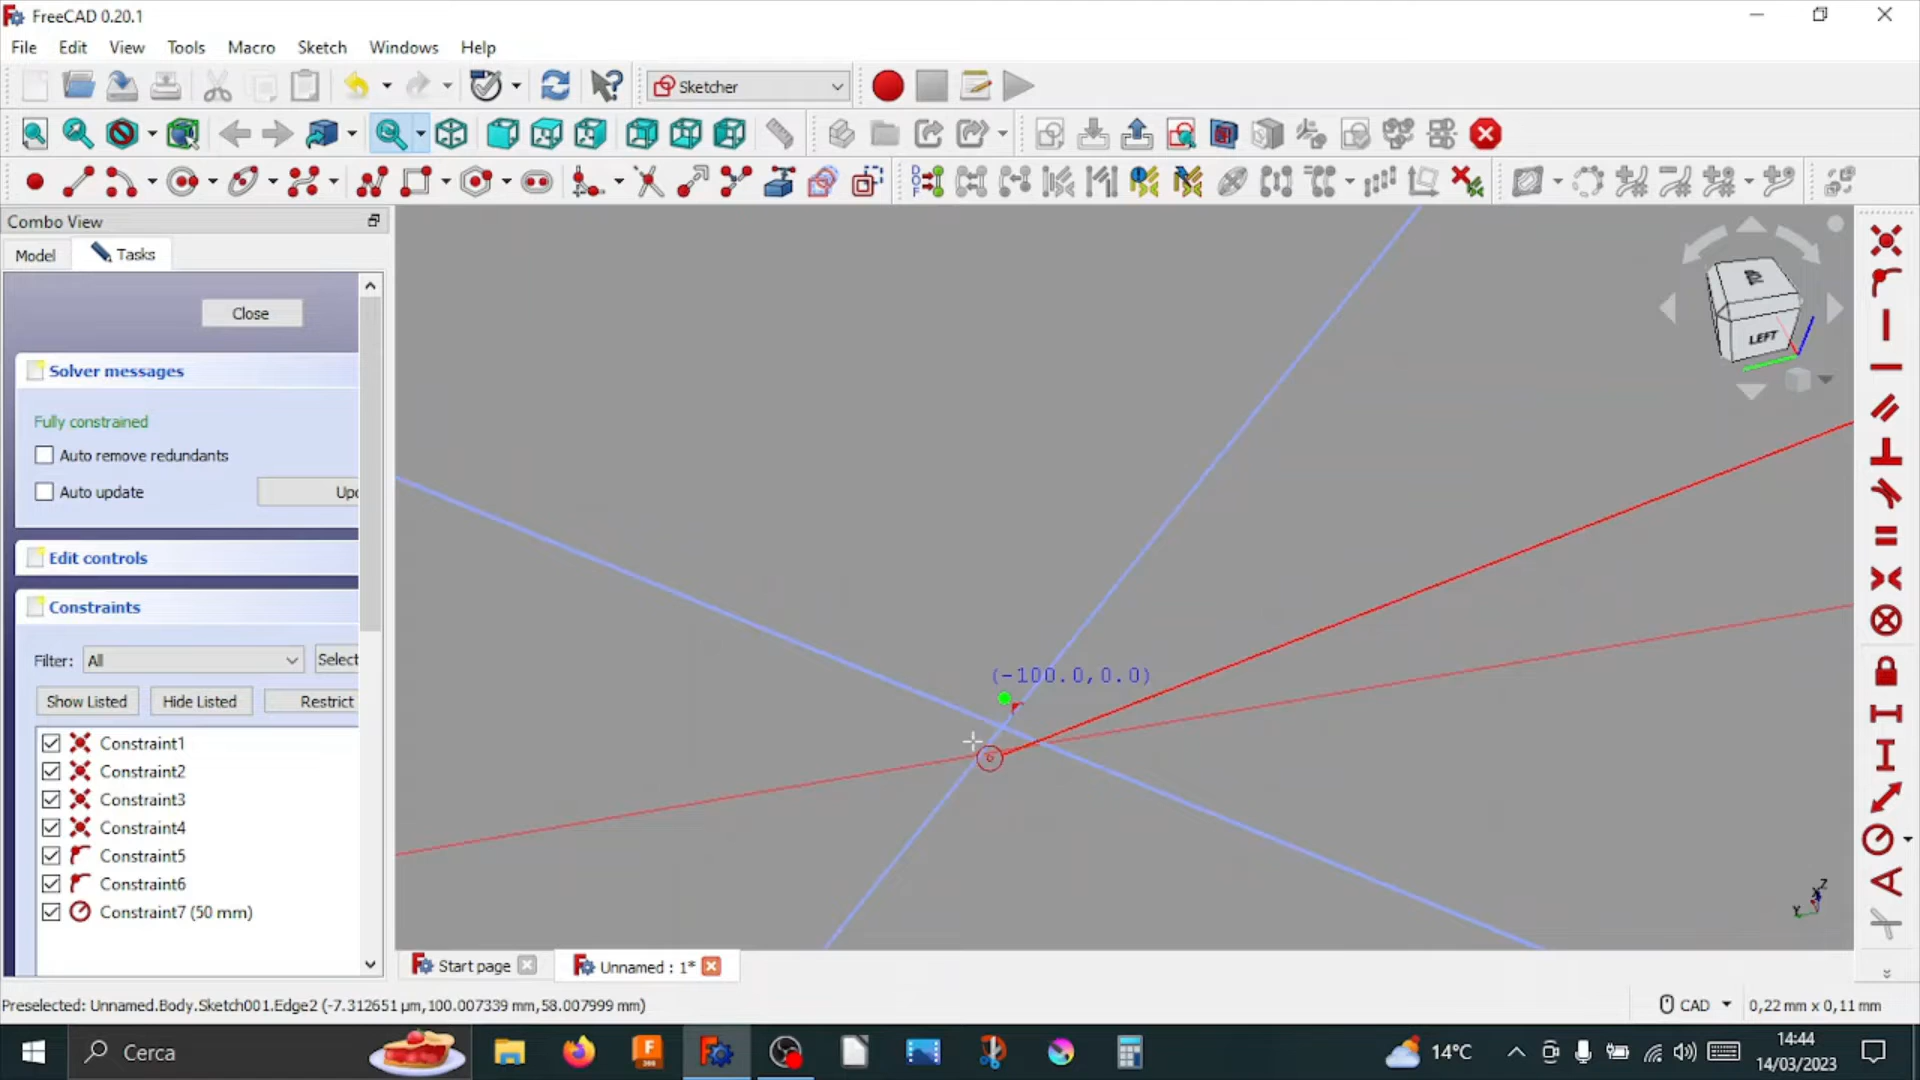 FreeCAD 0.20.1
File Edit View Tools Macro Sketch Windows Help
Sketcher
Combo View
Model Tasks
Close
Solver messages
Fully constrained
Auto remove redundants
Auto update
Upd
Edit controls
Constraints
Filter: All Select
Show Listed Hide Listed Restrict
Constraint1
Constraint2
Constraint3
Constraint4
Constraint5
Constraint6
Constraint7 (50 mm)
(-100.0,0.0)
LEFT
Z
X
Y
Start page Unnamed : 1*
Preselected: Unnamed.Body.Sketch001.Edge2 (-7.312651 µm,100.007339 mm,58.007999 mm)
CAD 0,22 mm x 0,11 mm
Cerca
14°C
14:44
14/03/2023